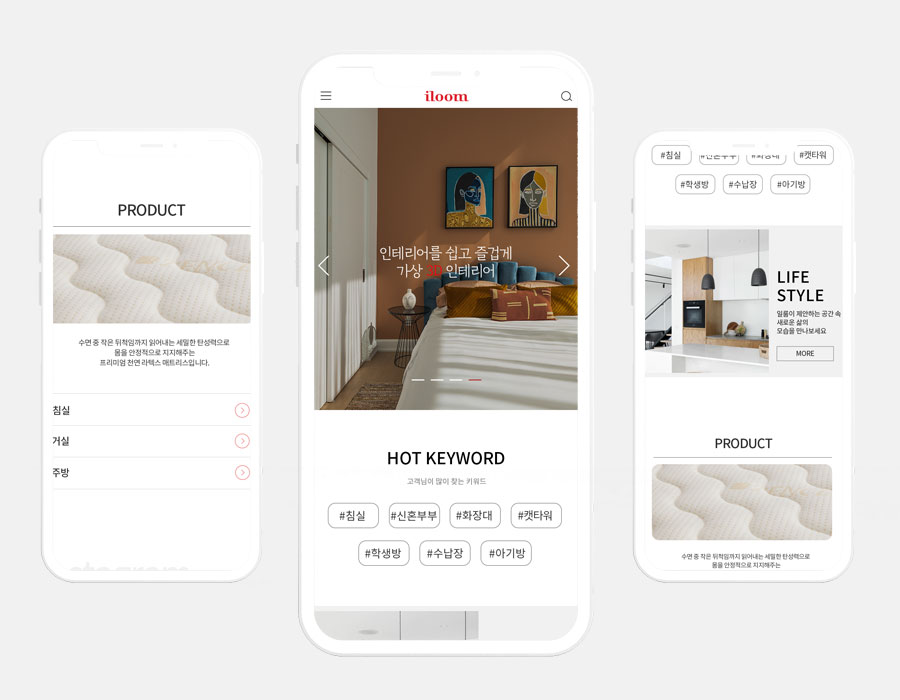 PRODUCT
수면 중 작은 뒤척임까지 읽어내는 세밀한 탄성력으로
몸을 안정적으로 지지해주는
프리미엄 천연 라텍스 매트리스입니다.
침실
거실
주방
iloom
인테리어를 쉽고 즐겁게
가상 3D 인테리어
HOT KEYWORD
고객님이 많이 찾는 키워드
#침실 #신혼부부 #화장대 #캣타워
#학생방 #수납장 #아기방
#침실 #신혼부부 #화장대 #캣타워
#학생방 #수납장 #아기방
LIFE
STYLE
일룸이 제안하는 공간 속
새로운 삶의
모습을 만나보세요
MORE
PRODUCT
수면 중 작은 뒤척임까지 읽어내는 세밀한 탄성력으로
몸을 안정적으로 지지해주는